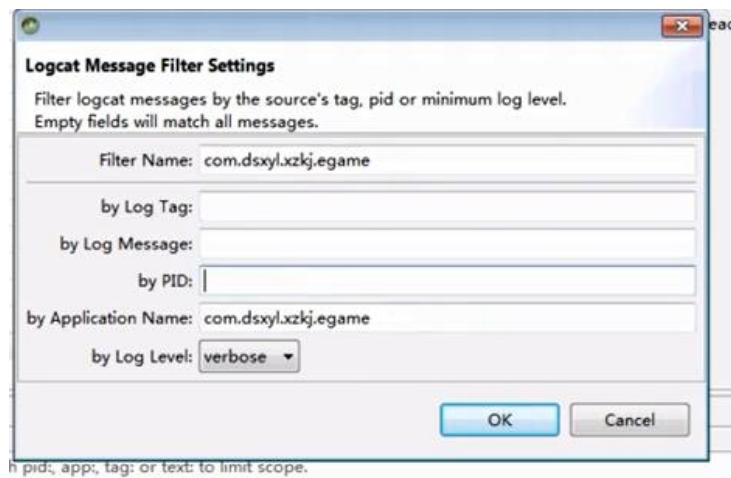 Logcat Message Filter Settings
Filter logcat messages by the source's tag, pid or minimum log level.
Empty fields will match all messages.
Filter Name: com.dsxyl.xzkj.egame
by Log Tag:
by Log Message:
by PID:
by Application Name: com.dsxyl.xzkj.egame
by Log Level: verbose
OK Cancel
pid:, app:, tag: or text: to limit scope.